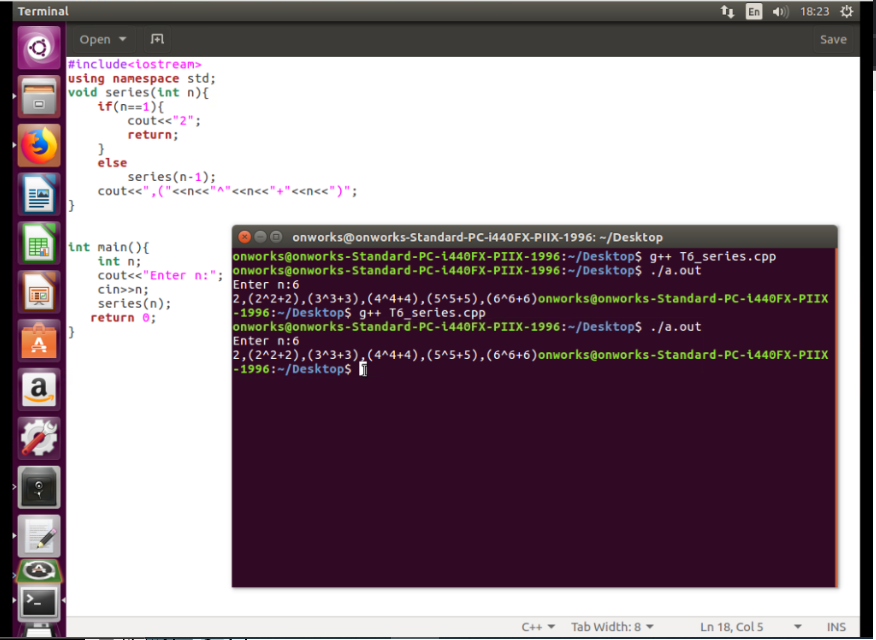 Terminal
En
18:23
Open
Save
#include<iostream>
using namespace std;
void series(int n){
    if(n==1){
        cout<<"2";
        return;
    }
    else
        series(n-1);
    cout<<",("<<n<<"^"<<n<<"+"<<n<<")";
}
int main(){
    int n;
    cout<<"Enter n:";
    cin>>n;
    series(n);
   return 0;
}
onworks@onworks-Standard-PC-i440FX-PIIX-1996: ~/Desktop
onworks@onworks-Standard-PC-i440FX-PIIX-1996:~/Desktop$ g++ T6_series.cpp
onworks@onworks-Standard-PC-i440FX-PIIX-1996:~/Desktop$ ./a.out
Enter n:6
2,(2^2+2),(3^3+3),(4^4+4),(5^5+5),(6^6+6)onworks@onworks-Standard-PC-i440FX-PIIX
-1996:~/Desktop$ g++ T6_series.cpp
onworks@onworks-Standard-PC-i440FX-PIIX-1996:~/Desktop$ ./a.out
Enter n:6
2,(2^2+2),(3^3+3),(4^4+4),(5^5+5),(6^6+6)onworks@onworks-Standard-PC-i440FX-PIIX
-1996:~/Desktop$
C++
Tab Width: 8
Ln 18, Col 5
INS